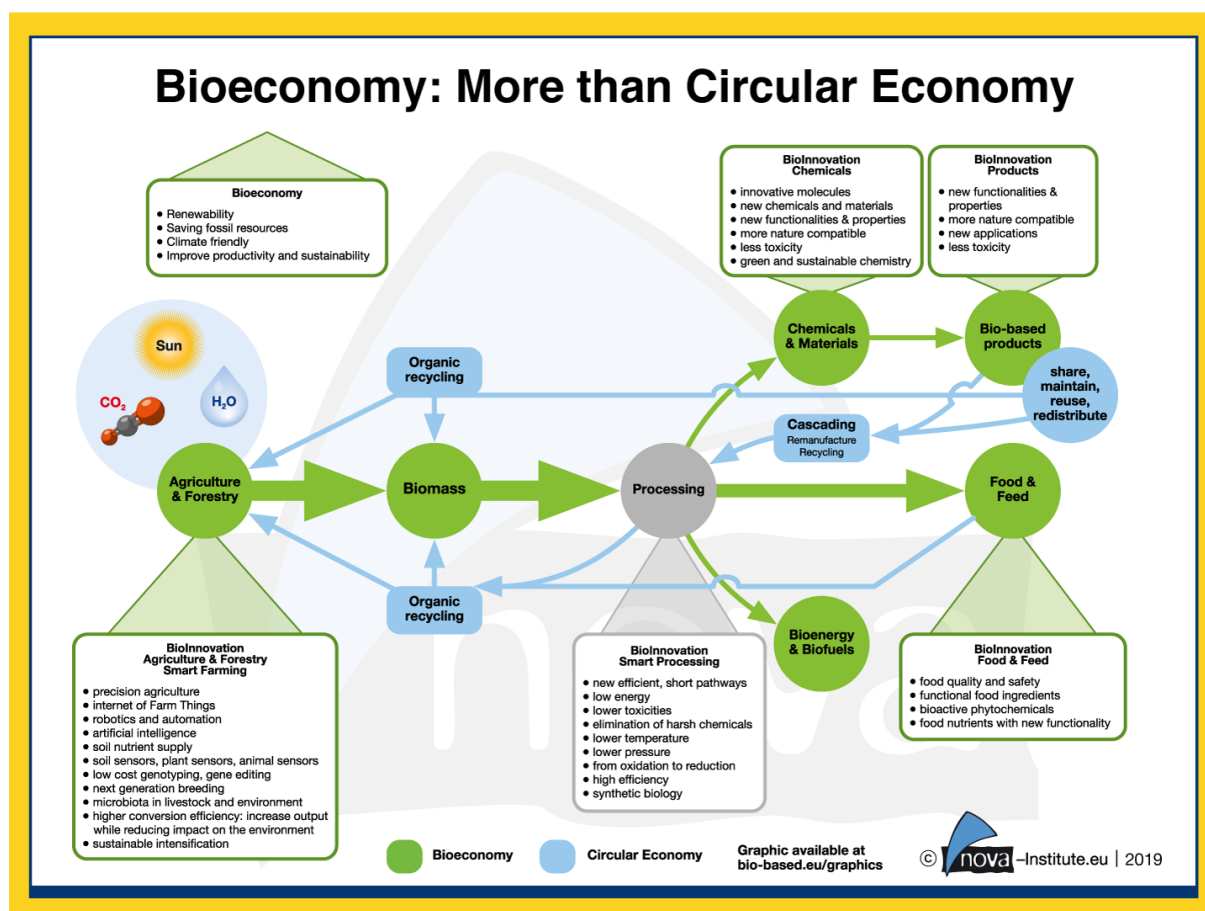 Bioeconomy: More than Circular Economy
Bioeconomy
• Renewability
• Saving fossil resources
• Climate friendly
• Improve productivity and sustainability
BioInnovation
Chemicals
• innovative molecules
• new chemicals and materials
• new functionalities & properties
• more nature compatible
• less toxicity
• green and sustainable chemistry
BioInnovation
Products
• new functionalities &
properties
• more nature compatible
• new applications
• less toxicity
Sun
CO₂
H₂O
Organic
recycling
Chemicals
& Materials
Bio-based
products
share,
maintain,
reuse,
redistribute
Cascading
Remanufacture
Recycling
Agriculture
& Forestry
Biomass
Processing
Food &
Feed
Organic
recycling
Bioenergy
& Biofuels
BioInnovation
Agriculture & Forestry
Smart Farming
• precision agriculture
• internet of Farm Things
• robotics and automation
• artificial intelligence
• soil nutrient supply
• soil sensors, plant sensors, animal sensors
• low cost genotyping, gene editing
• next generation breeding
• microbiota in livestock and environment
• higher conversion efficiency: increase output
while reducing impact on the environment
• sustainable intensification
BioInnovation
Smart Processing
• new efficient, short pathways
• low energy
• lower toxicities
• elimination of harsh chemicals
• lower temperature
• lower pressure
• from oxidation to reduction
• high efficiency
• synthetic biology
BioInnovation
Food & Feed
• food quality and safety
• functional food ingredients
• bioactive phytochemicals
• food nutrients with new functionality
nova
Bioeconomy
Circular Economy
Graphic available at
bio-based.eu/graphics
© nova-Institute.eu | 2019